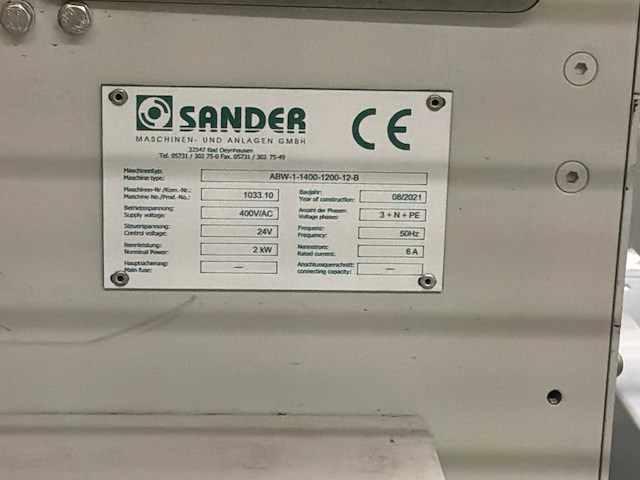 SANDER
MASCHINEN- UND ANLAGEN GMBH
32547 Bad Oeynhausen
Tel. 05731 / 302 75-0 Fax. 05731 / 302 75-49
CE
Maschinentyp:
Machine type: ABW-1-1400-1200-12-B
Maschinen-Nr./Kom.-Nr.: Baujahr:
Machine No./Prod.-No.: 1033.10 Year of construction: 08/2021
Betriebsspannung: Anzahl der Phasen:
Supply voltage: 400V/AC Voltage phases: 3 + N + PE
Steuerspannung: Frequenz:
Control voltage: 24V Frequency: 50Hz
Nennleistung: Nennstrom:
Nominal Power: 2 kW Rated current: 6 A
Hauptsicherung: Anschlussquerschnitt:
Main fuse: — connecting capacity: —